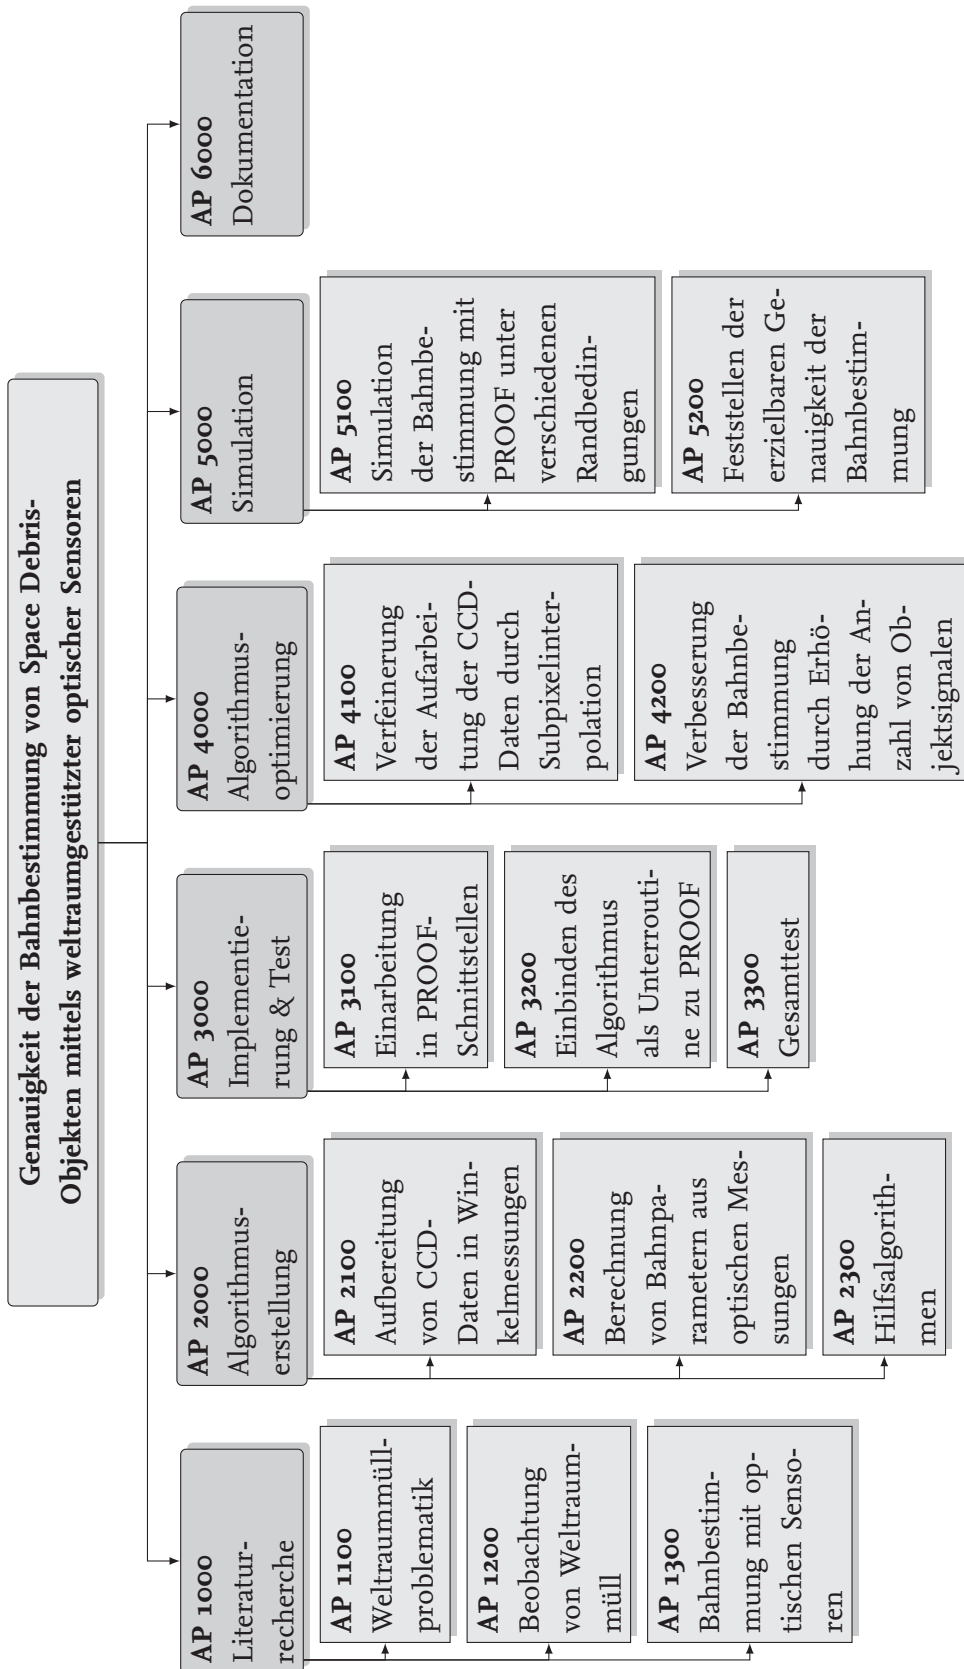 Genauigkeit der Bahnbestimmung von Space Debris-
Objekten mittels weltraumgestützter optischer Sensoren
AP 1000
Literatur-
recherche
AP 1100
Weltraummüll-
problematik
AP 1200
Beobachtung
von Weltraum-
müll
AP 1300
Bahnbestim-
mung mit op-
tischen Senso-
ren
AP 2000
Algorithmus-
erstellung
AP 2100
Aufbereitung
von CCD-
Daten in Win-
kelmessungen
AP 2200
Berechnung
von Bahnpa-
rametern aus
optischen Mes-
sungen
AP 2300
Hilfsalgorith-
men
AP 3000
Implementie-
rung & Test
AP 3100
Einarbeitung
in PROOF-
Schnittstellen
AP 3200
Einbinden des
Algorithmus
als Unterrouti-
ne zu PROOF
AP 3300
Gesamttest
AP 4000
Algorithmus-
optimierung
AP 4100
Verfeinerung
der Aufarbei-
tung der CCD-
Daten durch
Subpixelinter-
polation
AP 4200
Verbesserung
der Bahnbe-
stimmung
durch Erhö-
hung der An-
zahl von Ob-
jektsignalen
AP 5000
Simulation
AP 5100
Simulation
der Bahnbe-
stimmung mit
PROOF unter
verschiedenen
Randbedin-
gungen
AP 5200
Feststellen der
erzielbaren Ge-
nauigkeit der
Bahnbestim-
mung
AP 6000
Dokumentation